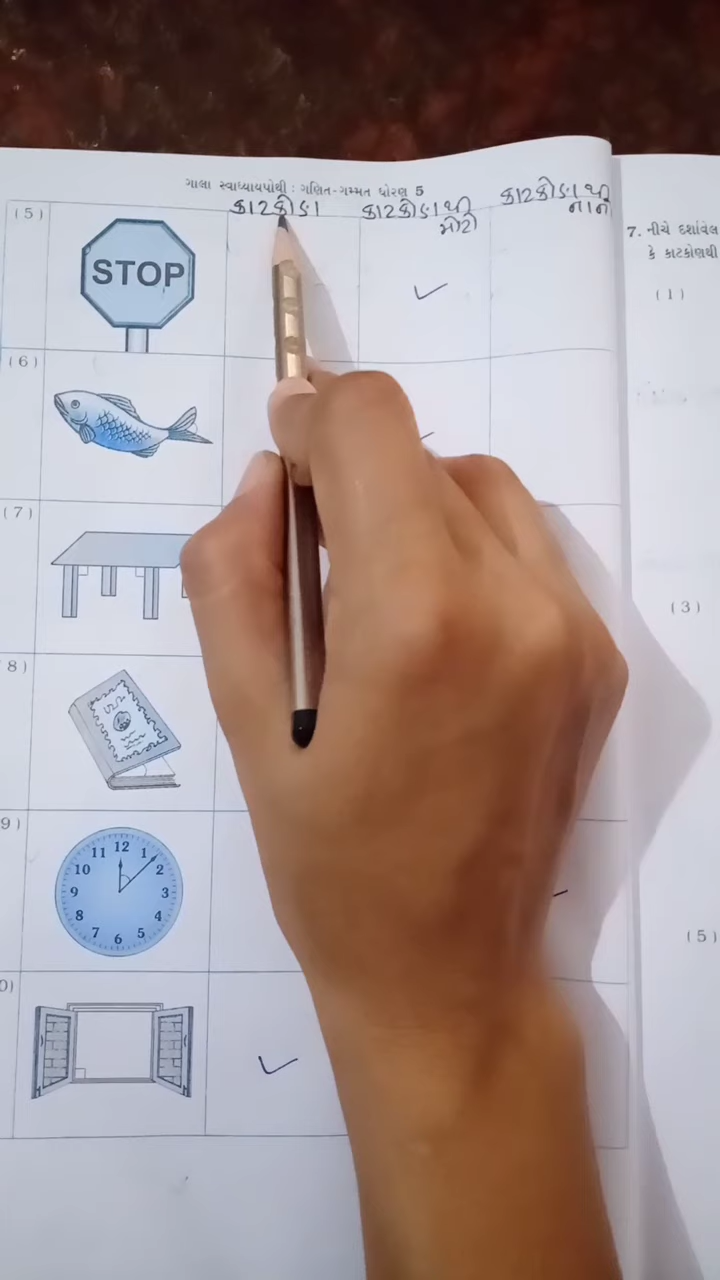 ગાલા સ્વાધ્યાયપોથી : ગણિત-ગમ્મત ધોરણ 5
કાટકોણ
કાટકોણથી મોટો
કાટકોણથી નાનો
(5)
STOP
(6)
(7)
8)
9)
12
11 1
10 2
9 3
8 4
7 5
6
0)
7. નીચે દર્શાવેલ
કે કાટકોણથી
(1)
(3)
(5)